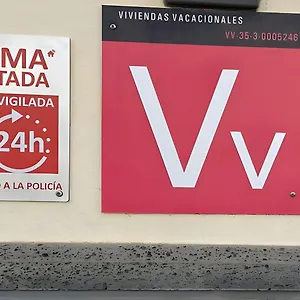 MA
TADA
VIGILADA
24h
A LA POLICÍA
VIVIENDAS VACACIONALES
VV-35-3-0005246
Vv